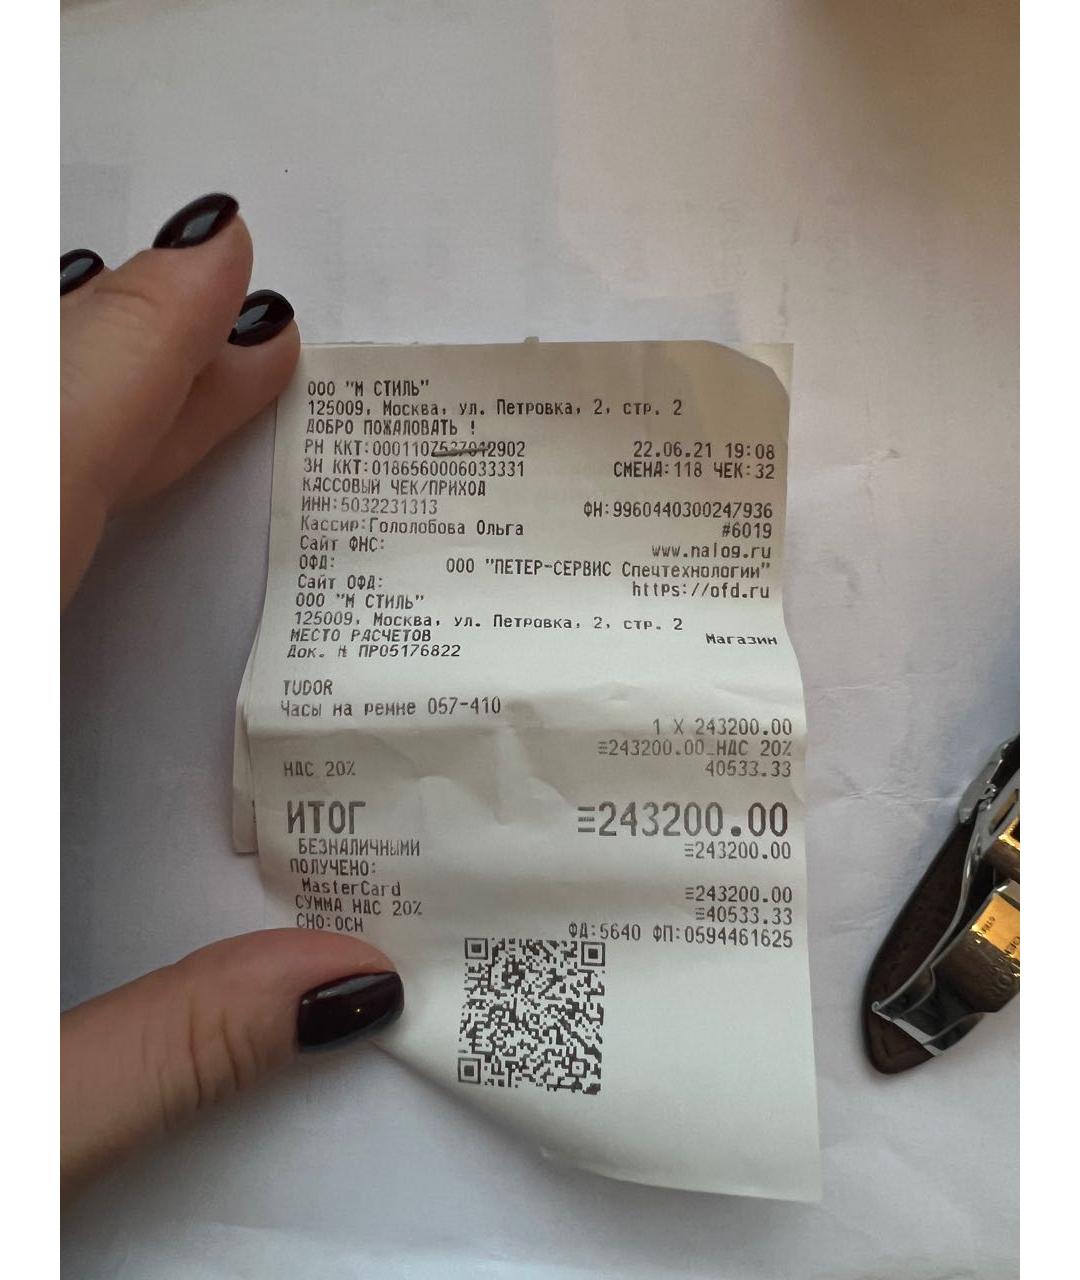 ООО "М СТИЛЬ"
125009, Москва, ул. Петровка, 2, стр. 2
ДОБРО ПОЖАЛОВАТЬ !
РН ККТ:0001107537042902 22.06.21 19:08
ЗН ККТ:0186560006033331 СМЕНА:118 ЧЕК:32
КАССОВЫЙ ЧЕК/ПРИХОД
ИНН:5032231313 ФН:9960440300247936
Кассир:Гололобова Ольга #6019
Сайт ФНС: www.nalog.ru
ОФД: ООО "ПЕТЕР-СЕРВИС Спецтехнологии"
Сайт ОФД: https://ofd.ru
ООО "М СТИЛЬ"
125009, Москва, ул. Петровка, 2, стр. 2
МЕСТО РАСЧЕТОВ Магазин
Док. № ПР05176822
TUDOR
Часы на ремне 057-410
1 X 243200.00
≡243200.00_НДС 20%
НДС 20% 40533.33
ИТОГ ≡243200.00
БЕЗНАЛИЧНЫМИ ≡243200.00
ПОЛУЧЕНО:
MasterCard ≡243200.00
СУММА НДС 20% ≡40533.33
СНО:ОСН ФД:5640 ФП:0594461625